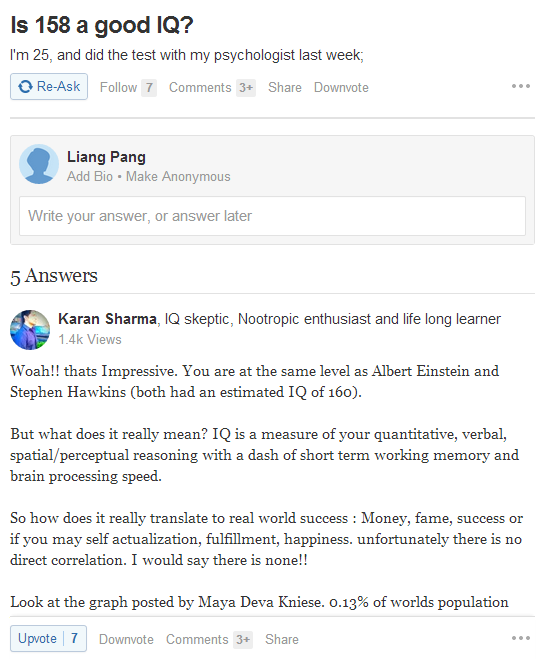 Is 158 a good IQ?
I'm 25, and did the test with my psychologist last week;
Re-Ask Follow 7 Comments 3+ Share Downvote
Liang Pang
Add Bio • Make Anonymous
Write your answer, or answer later
5 Answers
Karan Sharma, IQ skeptic, Nootropic enthusiast and life long learner
1.4k Views
Woah!! thats Impressive. You are at the same level as Albert Einstein and
Stephen Hawkins (both had an estimated IQ of 160).
But what does it really mean? IQ is a measure of your quantitative, verbal,
spatial/perceptual reasoning with a dash of short term working memory and
brain processing speed.
So how does it really translate to real world success : Money, fame, success or
if you may self actualization, fulfillment, happiness. unfortunately there is no
direct correlation. I would say there is none!!
Look at the graph posted by Maya Deva Kniese. 0.13% of worlds population
Upvote 7 Downvote Comments 3+ Share